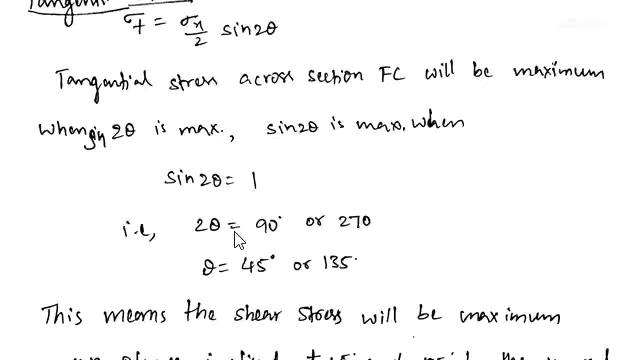 Tangential
σt = σx/2 sin2θ
Tangential stress across section FC will be maximum
when sin 2θ is max., sin2θ is max. when
sin 2θ = 1
i.e, 2θ = 90° or 270
θ = 45° or 135°
This means the shear stress will be maximum